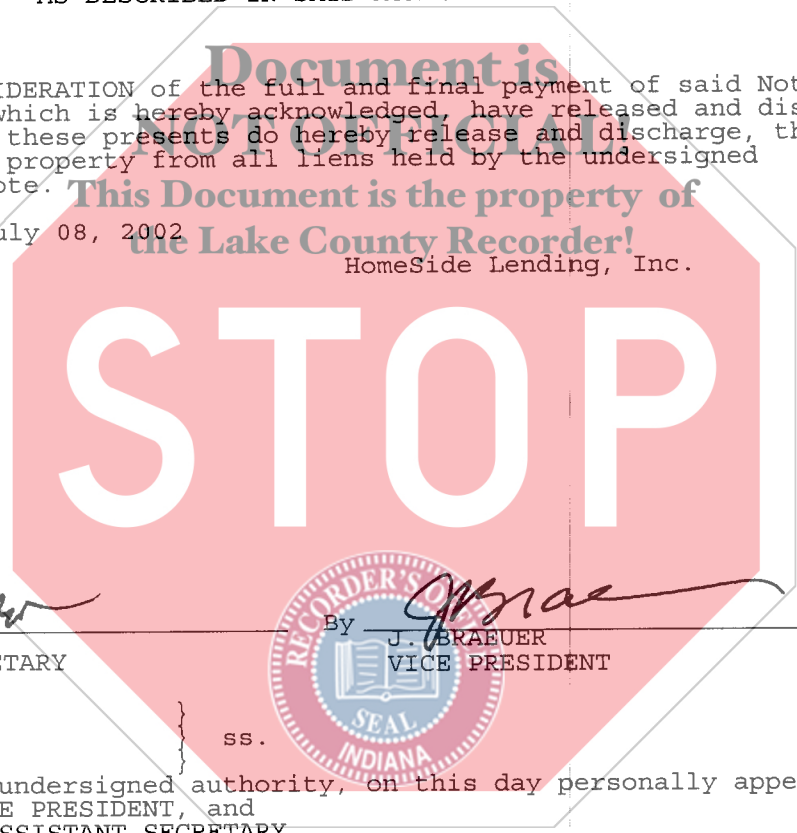 Document is
IDERATION of the full and final payment of said Not
which is hereby acknowledged, have released and dis
NOT OFFICIAL!
these presents do hereby release and discharge, th
property from all liens held by the undersigned
ote.
This Document is the property of
uly 08, 2002
the Lake County Recorder!
HomeSide Lending, Inc.
STOP
By
J. BRAEUER
ETARY
VICE PRESIDENT
RECORDER'S OFFICE
SEAL
INDIANA
ss.
undersigned authority, on this day personally appe
E PRESIDENT, and
SSISTANT SECRETARY